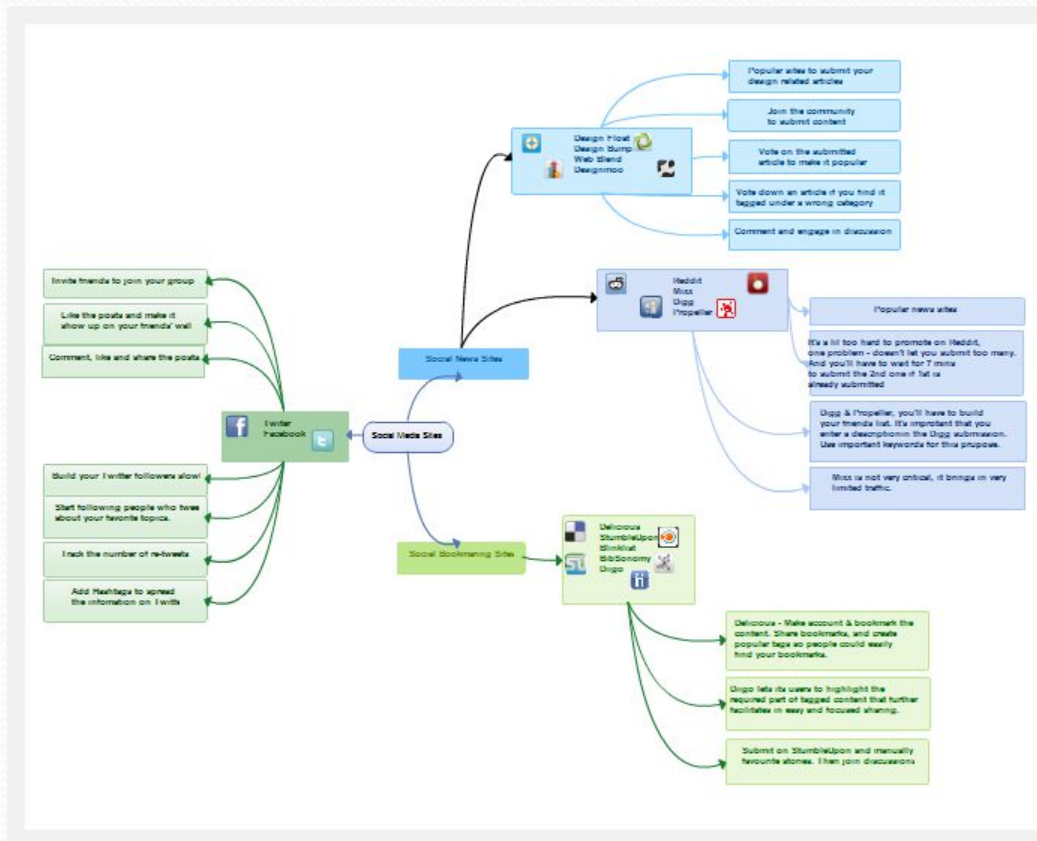 Popular sites to submit your
design related articles
Join the community
to submit content
Design Float
Design Bump
Web Blend
Designmoo
Vote on the submitted
article to make it popular
Vote down an article if you find it
tagged under a wrong category
Comment and engage in discussion
Invite friends to join your group
Like the posts and make it
show up on your friends' wall
Comment, like and share the posts
Reddit
Mixx
Digg
Propeller
Popular news sites
It's a lil too hard to promote on Reddit,
one problem - doesn't let you submit too many.
And you'll have to wait for 7 mins
to submit the 2nd one if 1st is
already submitted
Social News Sites
Twitter
Facebook
Social Media Sites
Digg & Propeller, you'll have to build
your friends list. It's improtant that you
enter a descriptionin the Digg submission.
Use important keywords for this prupose.
Mixx is not very critical, it brings in very
limited traffic.
Build your Twitter followers slowl
Start following people who twee
about your favorite topics.
Track the number of re-tweets
Add Hashtags to spread
the infomation on Twitte
Social Bookmaring Sites
Delicious
StumbleUpon
Blinklist
BibSonomy
Diigo
Delicious - Make account & bookmark the
content. Share bookmarks, and create
popular tags so people could easily
find your bookmarks.
Diigo lets its users to highlight the
required part of tagged content that further
facilitates in easy and focused sharing.
Submit on StumbleUpon and manually
favourite stories. Then join discussions